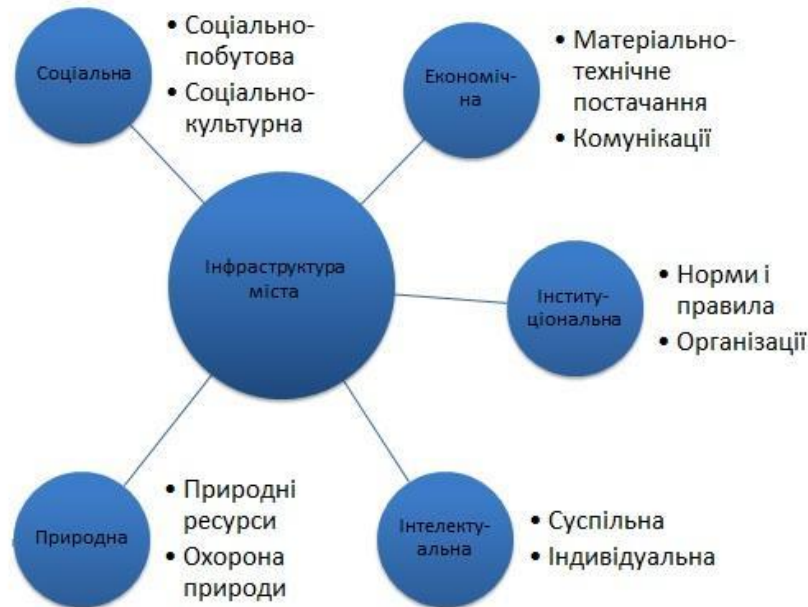 Соціальна
• Соціально-
побутова
• Соціально-
культурна
Економіч-
на
• Матеріально-
технічне
постачання
• Комунікації
Інфраструктура
міста
Інститу-
ціональна
• Норми і
правила
• Організації
Природна
• Природні
ресурси
• Охорона
природи
Інтелекту-
альна
• Суспільна
• Індивідуальна